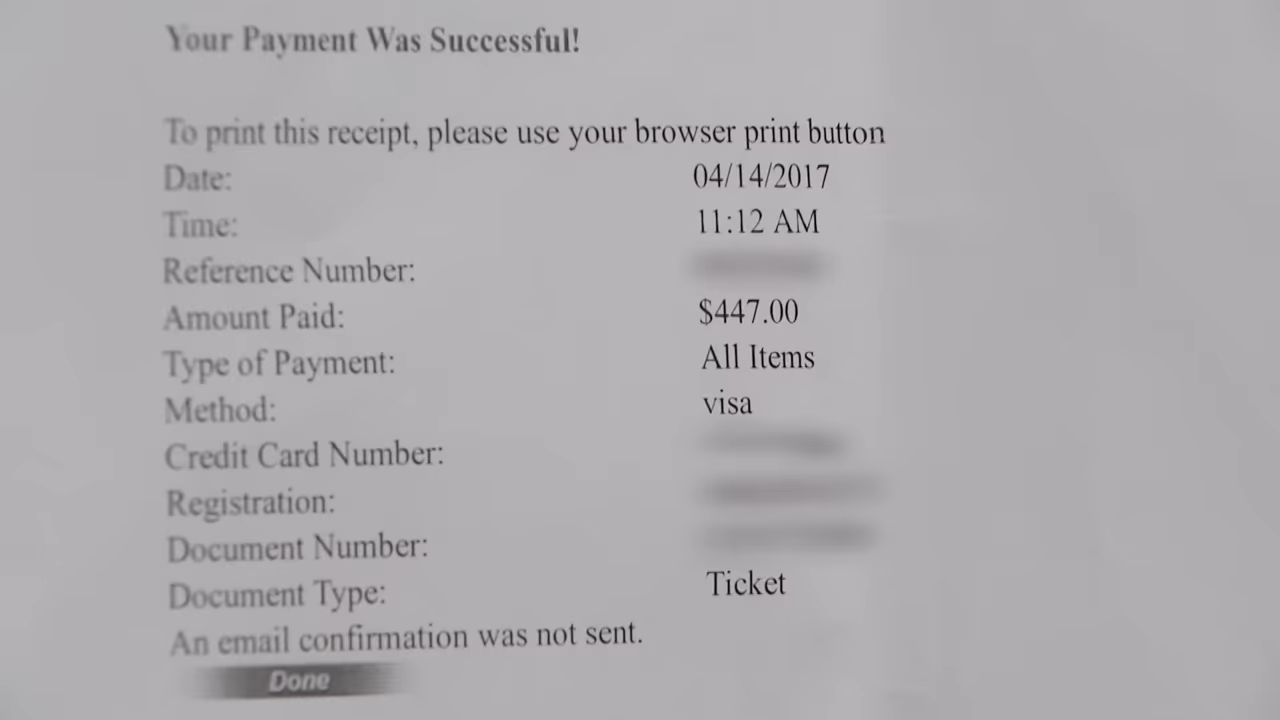 Your Payment Was Successful!
To print this receipt, please use your browser print button
Date: 04/14/2017
Time: 11:12 AM
Reference Number:
Amount Paid: $447.00
Type of Payment: All Items
Method: visa
Credit Card Number:
Registration:
Document Number:
Document Type: Ticket
An email confirmation was not sent.
Done